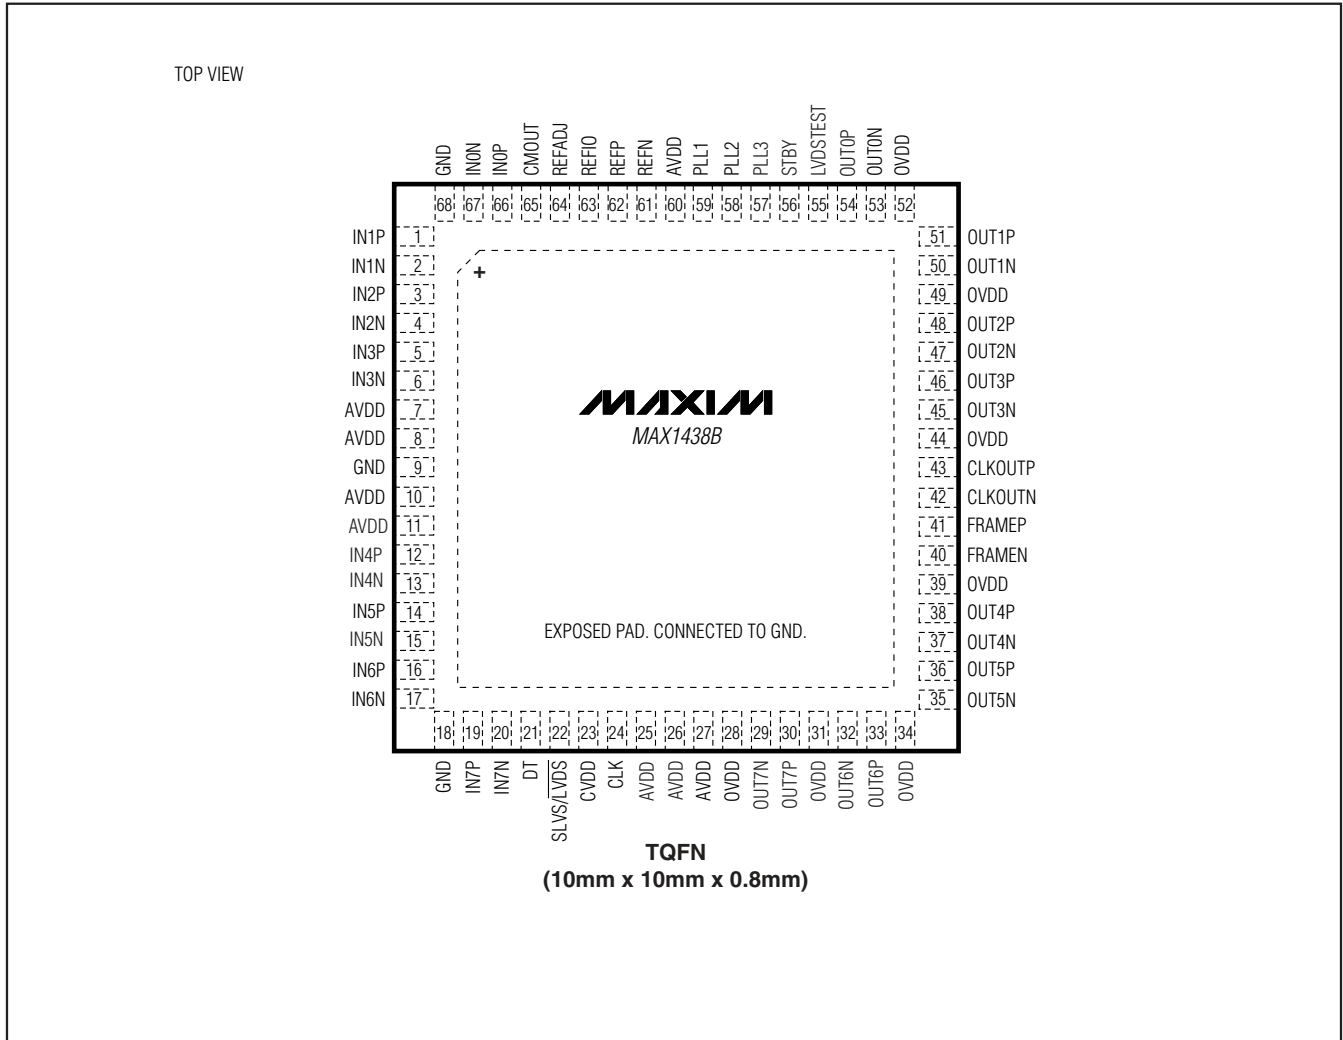 TOP VIEW
GND INON INOP CMOUT REFADJ REFIO REFP REFN AVDD PLL1 PLL2 PLL3 STBY LVDSTEST OUT0P OUT0N OVDD
68 67 66 65 64 63 62 61 60 59 58 57 56 55 54 53 52
IN1P 1 51 OUT1P
IN1N 2 50 OUT1N
+
IN2P 3 49 OVDD
IN2N 4 48 OUT2P
IN3P 5 47 OUT2N
IN3N 6 46 OUT3P
MAXIM
AVDD 7 45 OUT3N
MAX1438B
AVDD 8 44 OVDD
GND 9 43 CLKOUTP
AVDD 10 42 CLKOUTN
AVDD 11 41 FRAMEP
IN4P 12 40 FRAMEN
IN4N 13 39 OVDD
IN5P 14 38 OUT4P
EXPOSED PAD. CONNECTED TO GND.
IN5N 15 37 OUT4N
IN6P 16 36 OUT5P
IN6N 17 35 OUT5N
18 19 20 21 22 23 24 25 26 27 28 29 30 31 32 33 34
GND IN7P IN7N DT SLVS/LVDS CVDD CLK AVDD AVDD AVDD OVDD OUT7N OUT7P OVDD OUT6N OUT6P OVDD
TQFN
(10mm x 10mm x 0.8mm)